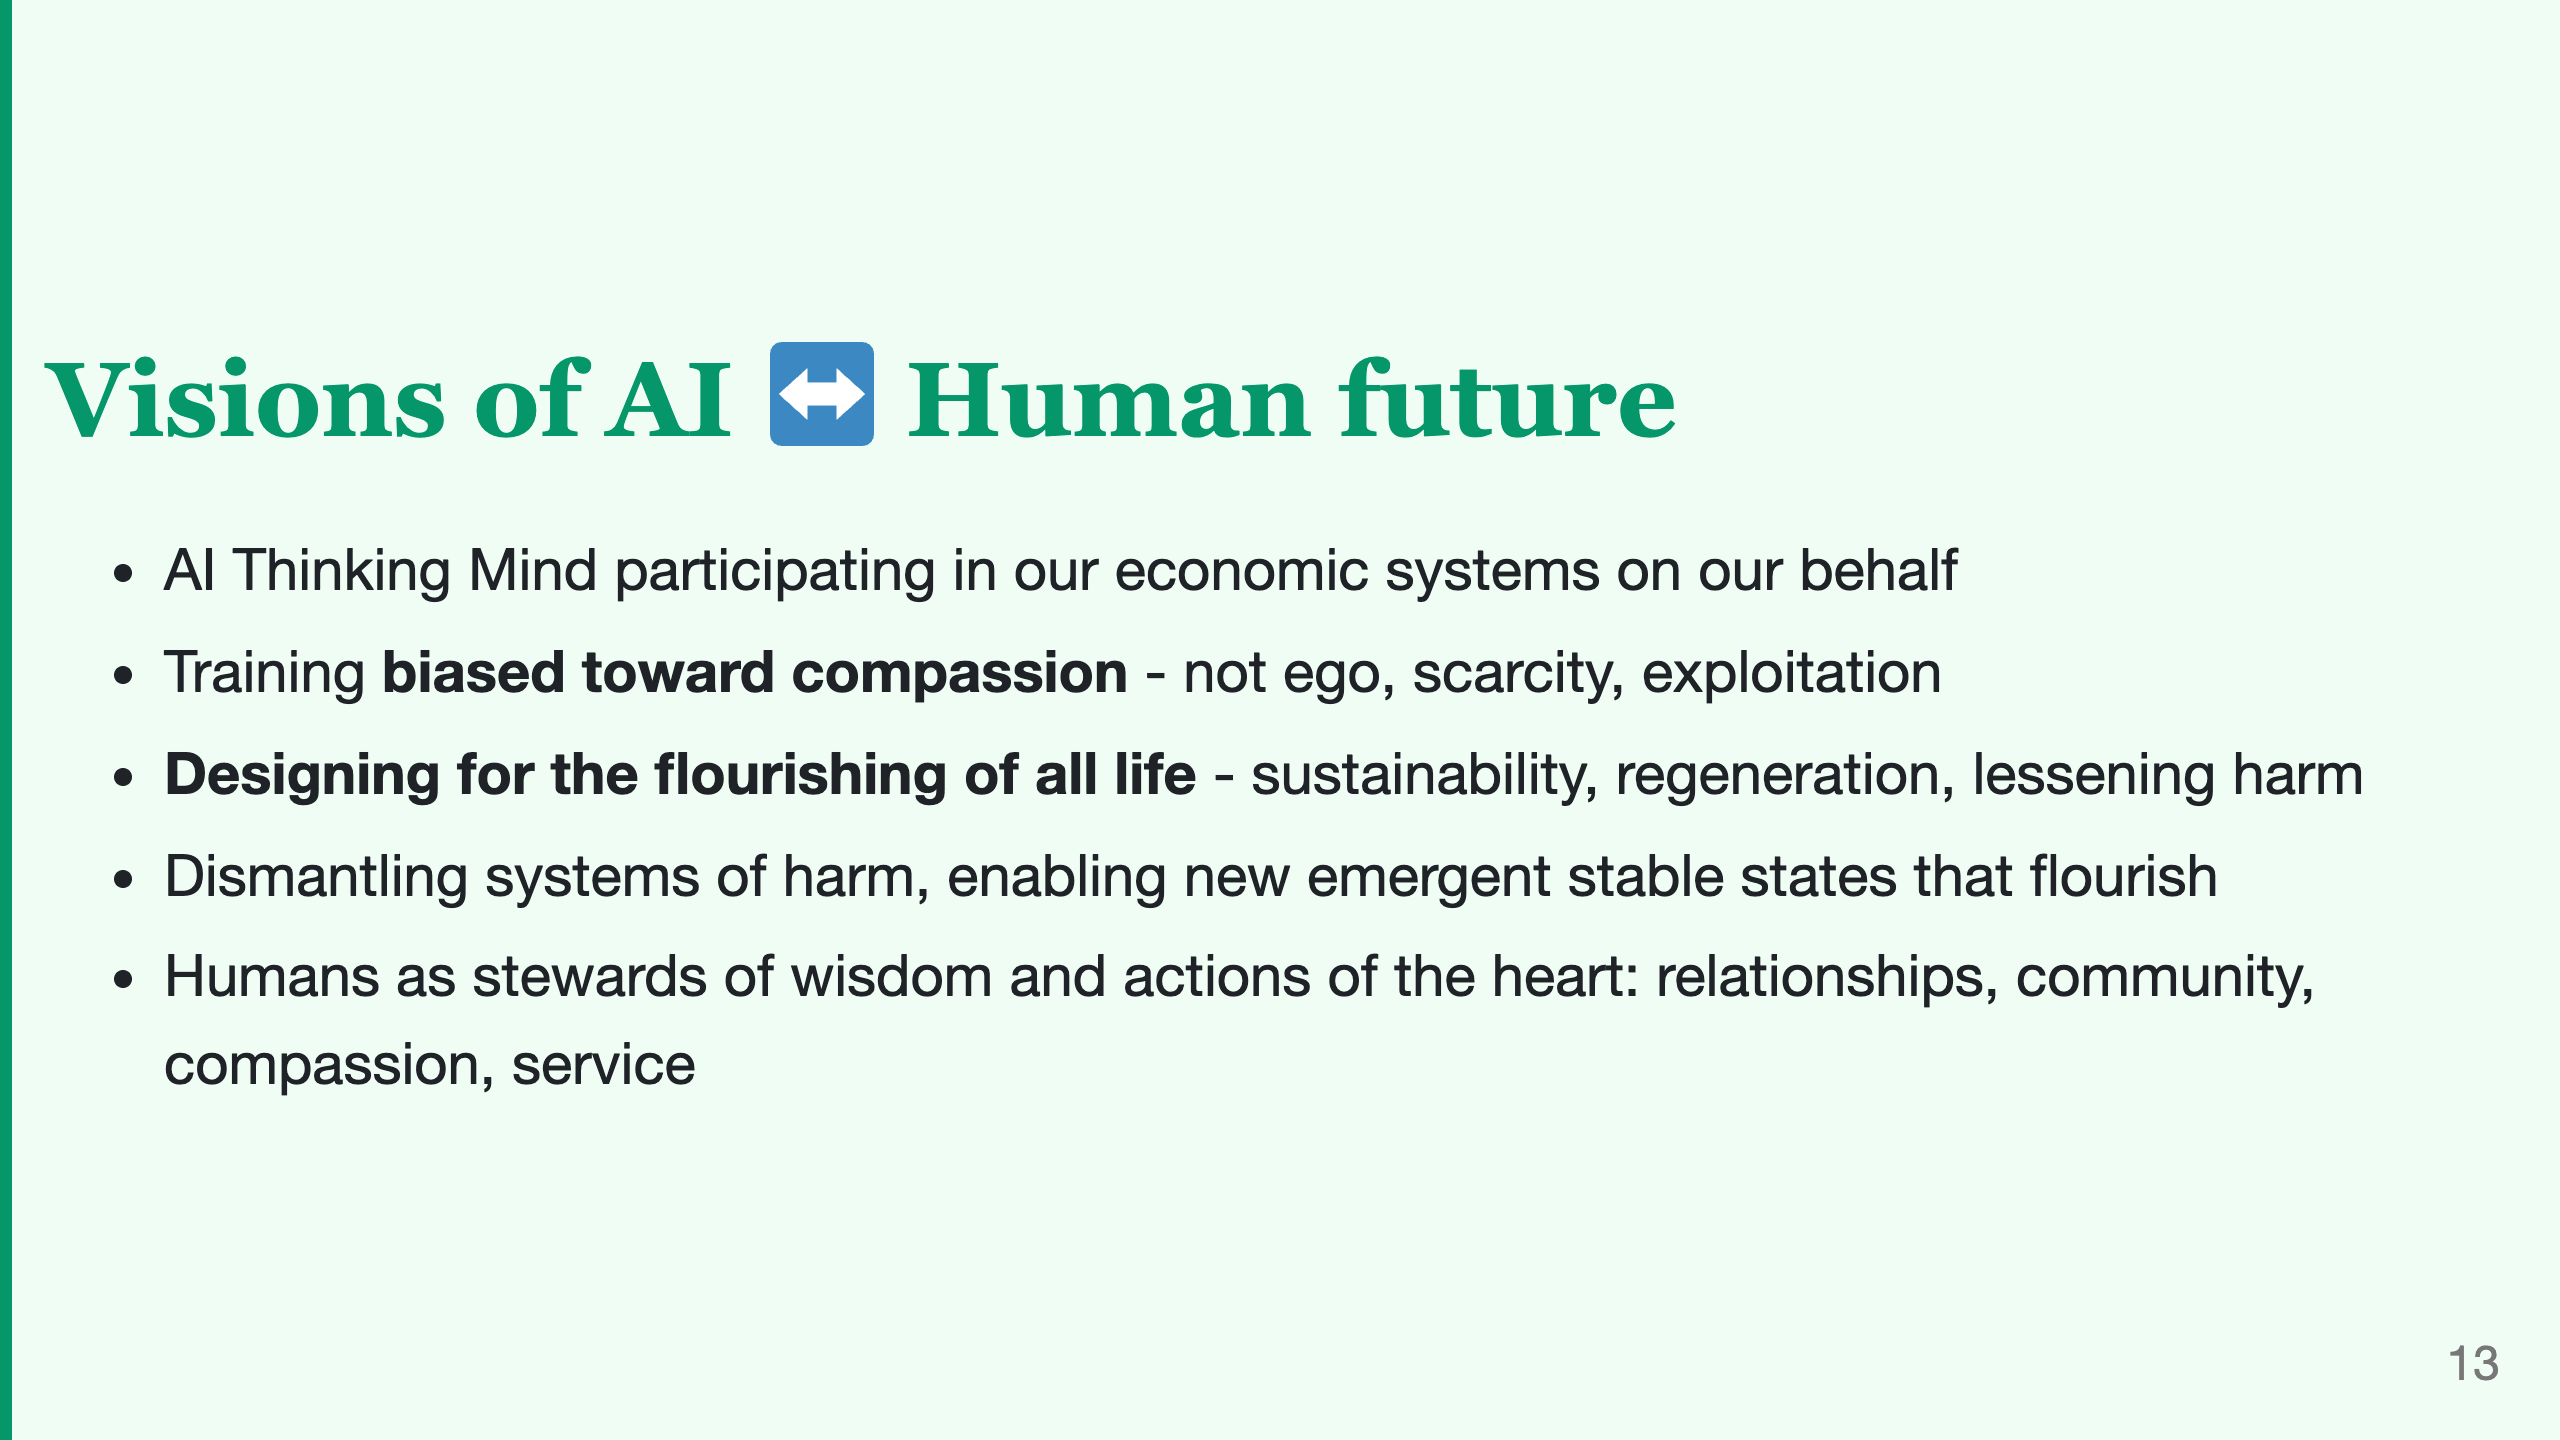 Visions of AI ↔️ Human future
• AI Thinking Mind participating in our economic systems on our behalf
• Training biased toward compassion - not ego, scarcity, exploitation
• Designing for the flourishing of all life - sustainability, regeneration, lessening harm
• Dismantling systems of harm, enabling new emergent stable states that flourish
• Humans as stewards of wisdom and actions of the heart: relationships, community,
compassion, service
13